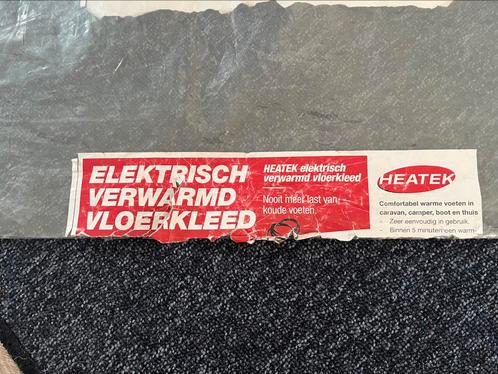 ELEKTRISCH
VERWARMD
VLOERKLEED
HEATEK elektrisch
verwarmd vloerkleed
Nooit meer last van
koude voeten.
HEATEK
Comfortabel warme voeten in
caravan, camper, boot en thuis
- Zeer eenvoudig in gebruik.
- Binnen 5 minuten een warm